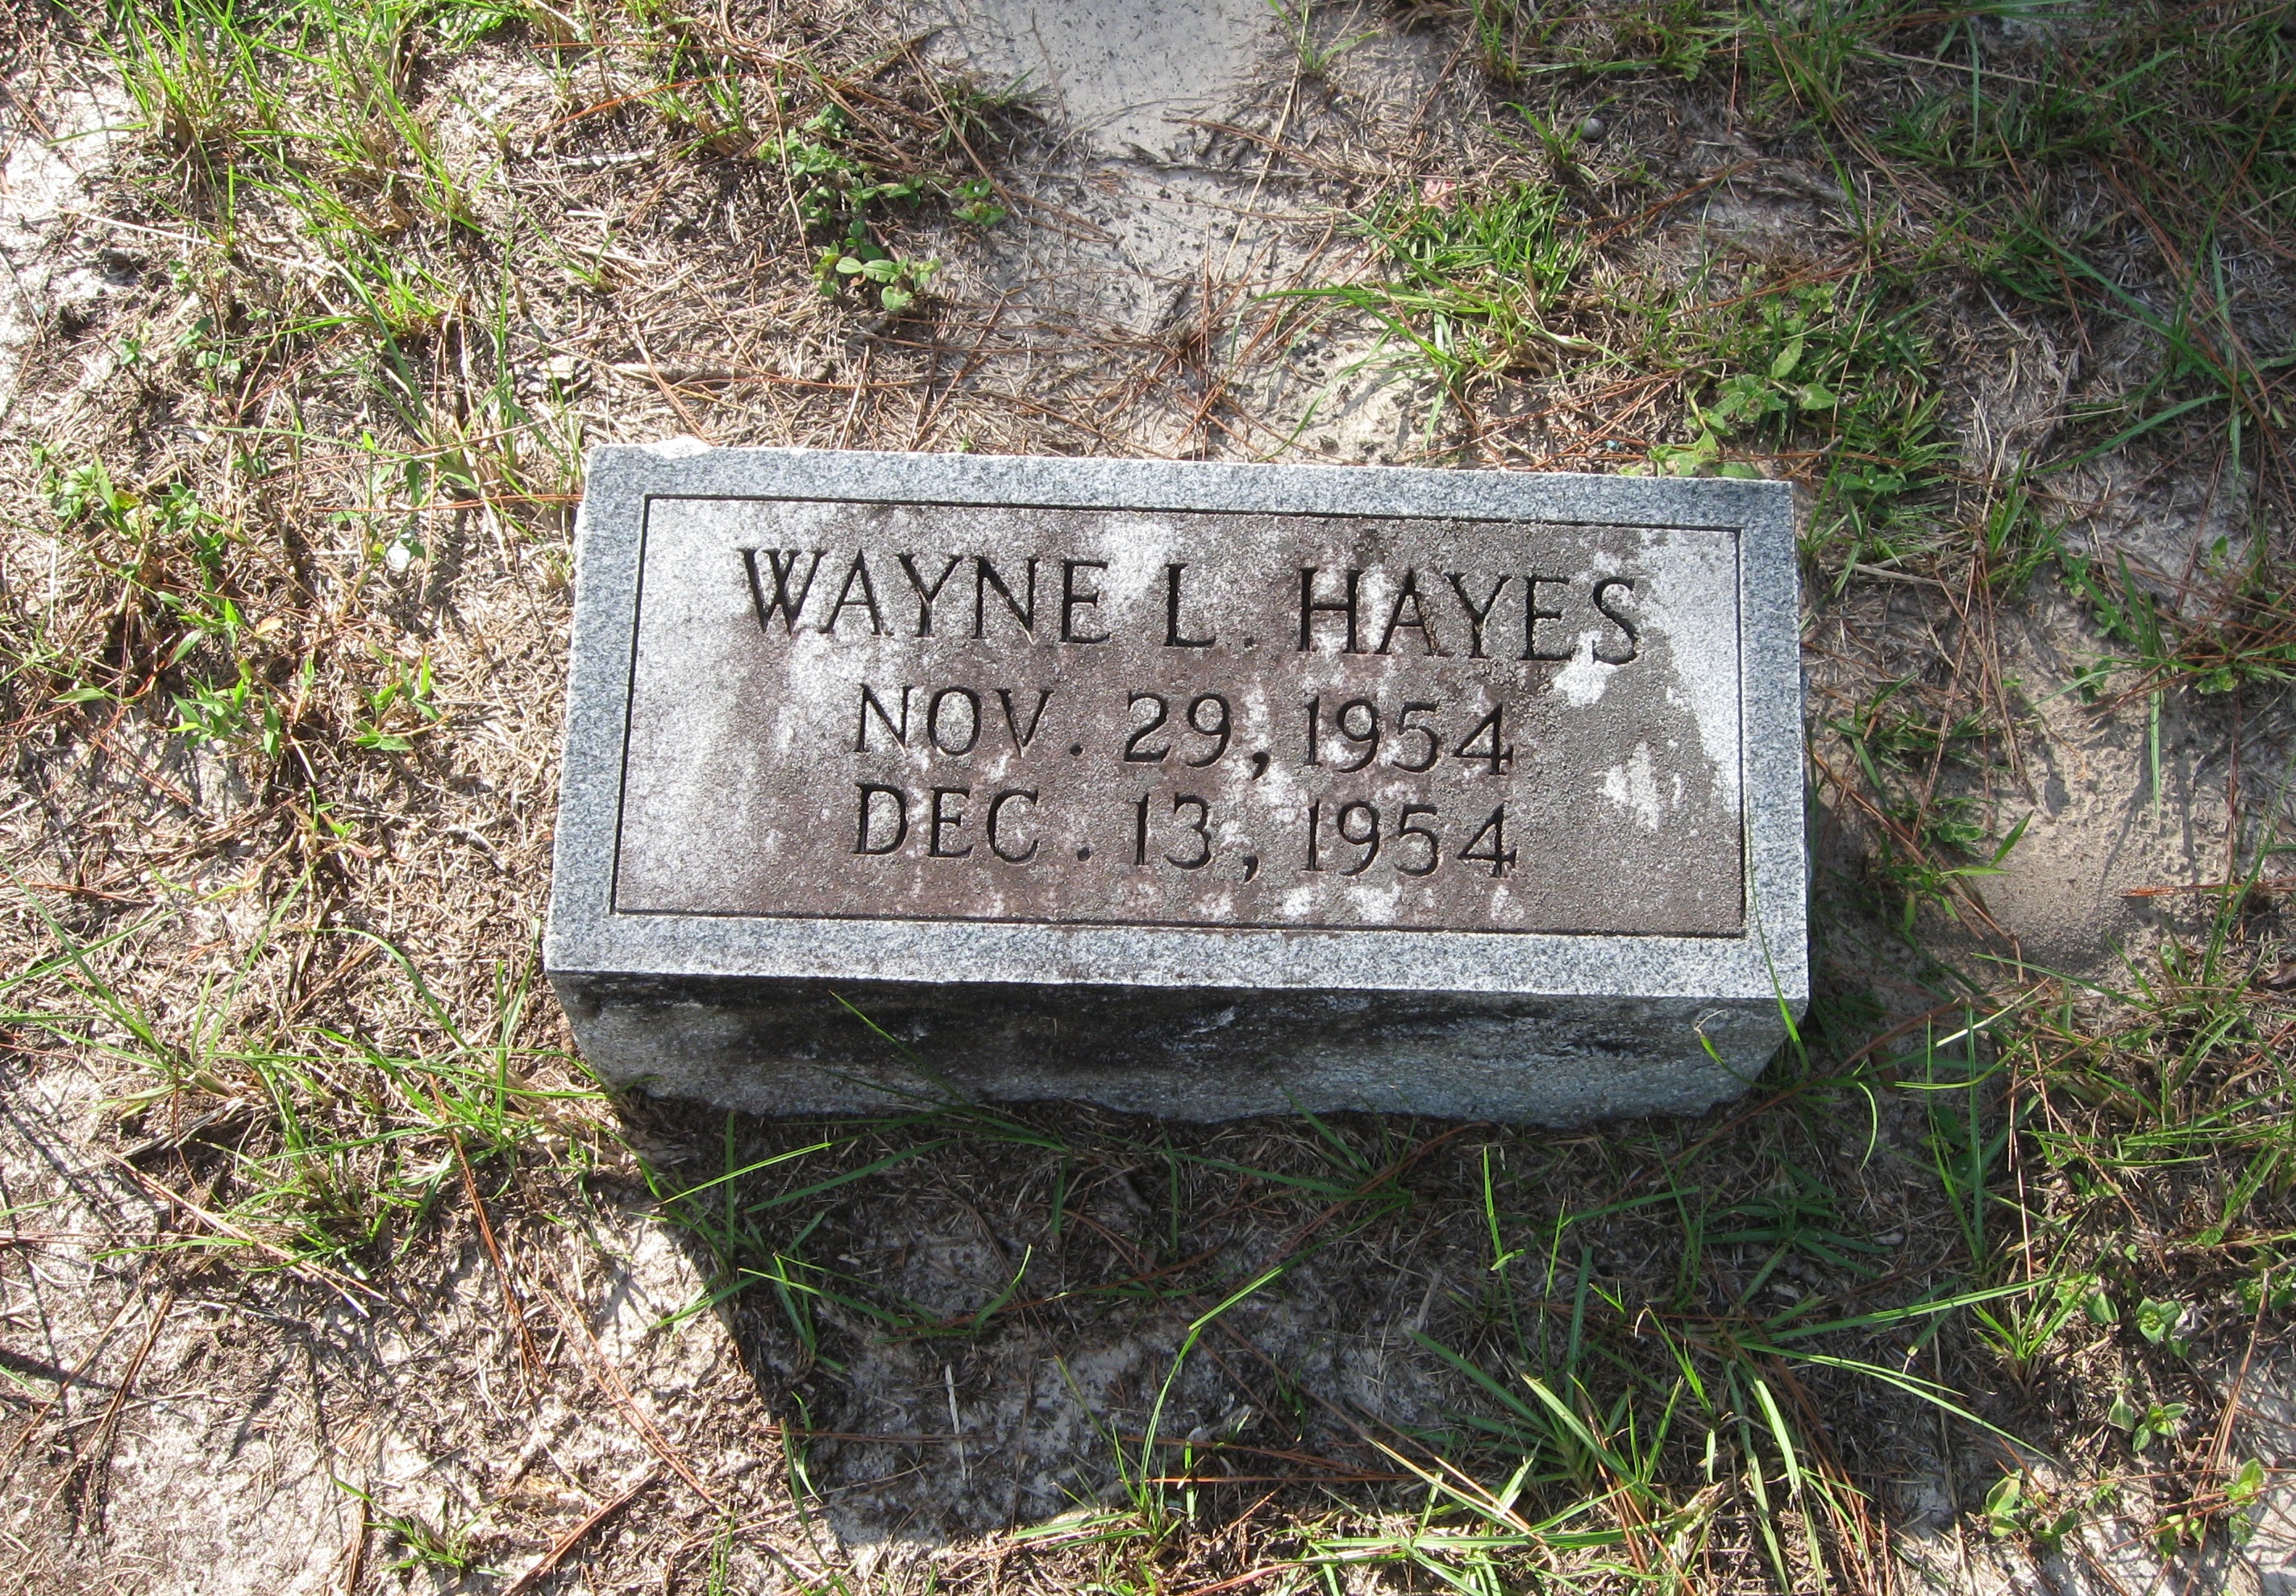 WAYNE L. HAYES
NOV. 29, 1954
DEC. 13, 1954